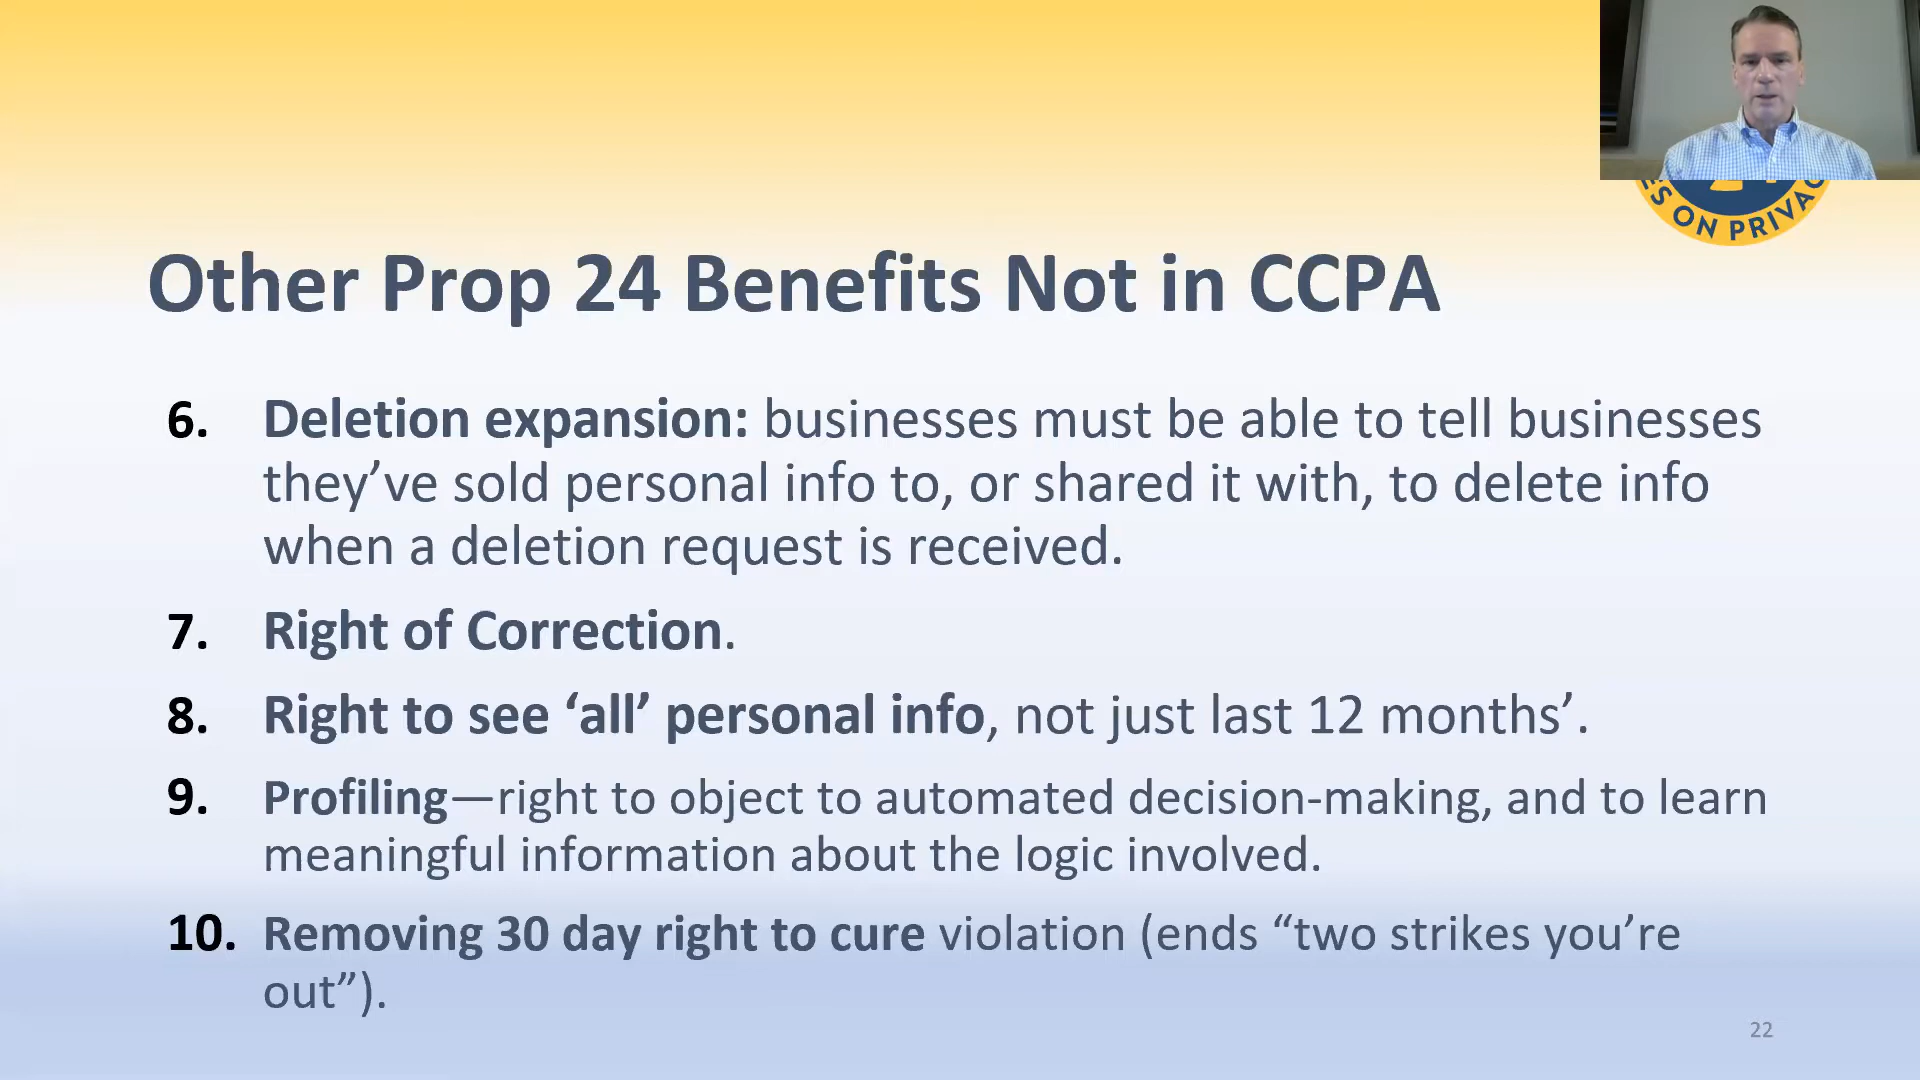 ES ON PRIVAC
Other Prop 24 Benefits Not in CCPA
6. Deletion expansion: businesses must be able to tell businesses
they’ve sold personal info to, or shared it with, to delete info
when a deletion request is received.
7. Right of Correction.
8. Right to see ‘all’ personal info, not just last 12 months’.
9. Profiling—right to object to automated decision-making, and to learn
meaningful information about the logic involved.
10. Removing 30 day right to cure violation (ends “two strikes you’re
out”).
22